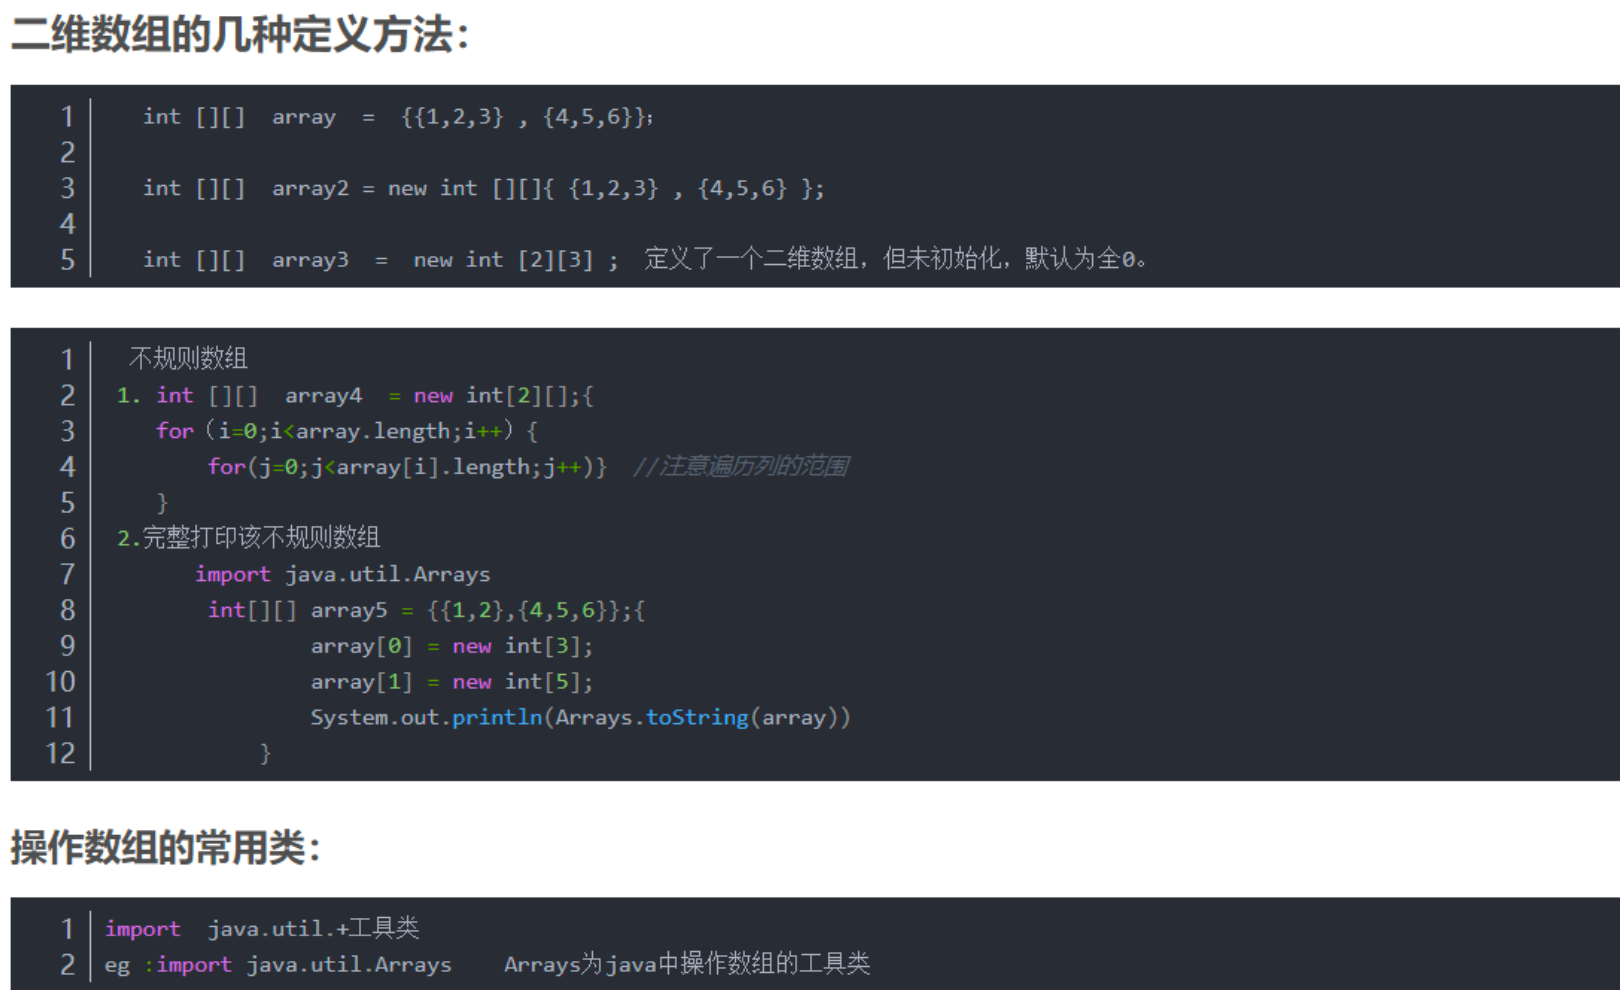 二维数组的几种定义方法：
1 int [][] array = {{1,2,3} , {4,5,6}};
2
3 int [][] array2 = new int [][]{ {1,2,3} , {4,5,6} };
4
5 int [][] array3 = new int [2][3] ; 定义了一个二维数组，但未初始化，默认为全0。
1 不规则数组
2 1. int [][] array4 = new int[2][];{
3 for（i=0;i<array.length;i++）{
4 for(j=0;j<array[i].length;j++)} //注意遍历列的范围
5 }
6 2.完整打印该不规则数组
7 import java.util.Arrays
8 int[][] array5 = {{1,2},{4,5,6}};{
9 array[0] = new int[3];
10 array[1] = new int[5];
11 System.out.println(Arrays.toString(array))
12 }
操作数组的常用类：
1 import java.util.+工具类
2 eg :import java.util.Arrays Arrays为java中操作数组的工具类